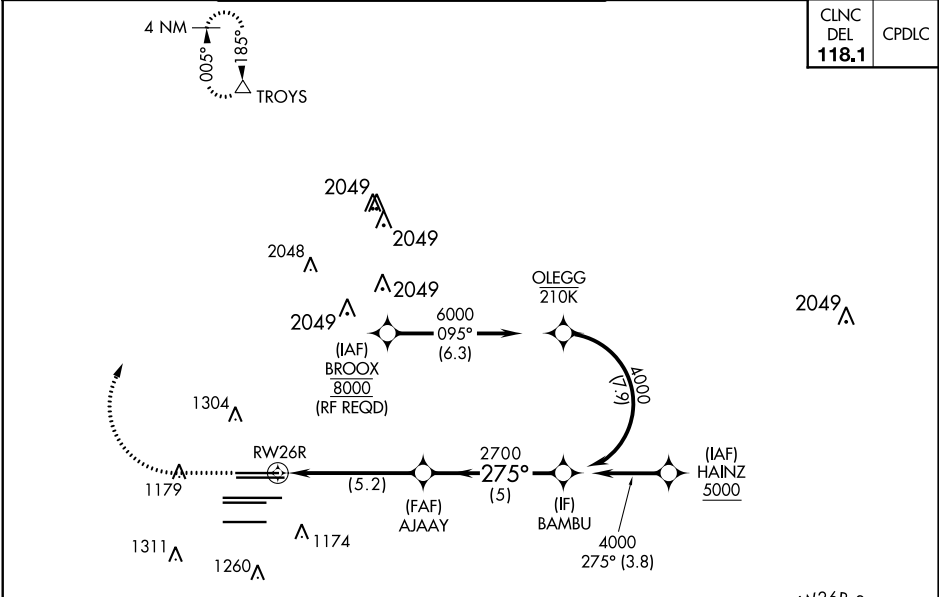 4 NM
005°
185°
TROYS
CLNC
DEL
118.1
CPDLC
2049
2049
2048
2049
2049
2049
OLEGG
210K
6000
095°
(6.3)
(IAF)
BROOX
8000
(RF REQD)
4000
(7.9)
1304
RW26R
1179
(5.2)
(FAF)
AJAAY
2700
275°
(5)
(IF)
BAMBU
(IAF)
HAINZ
5000
4000
275° (3.8)
1174
1311
1260